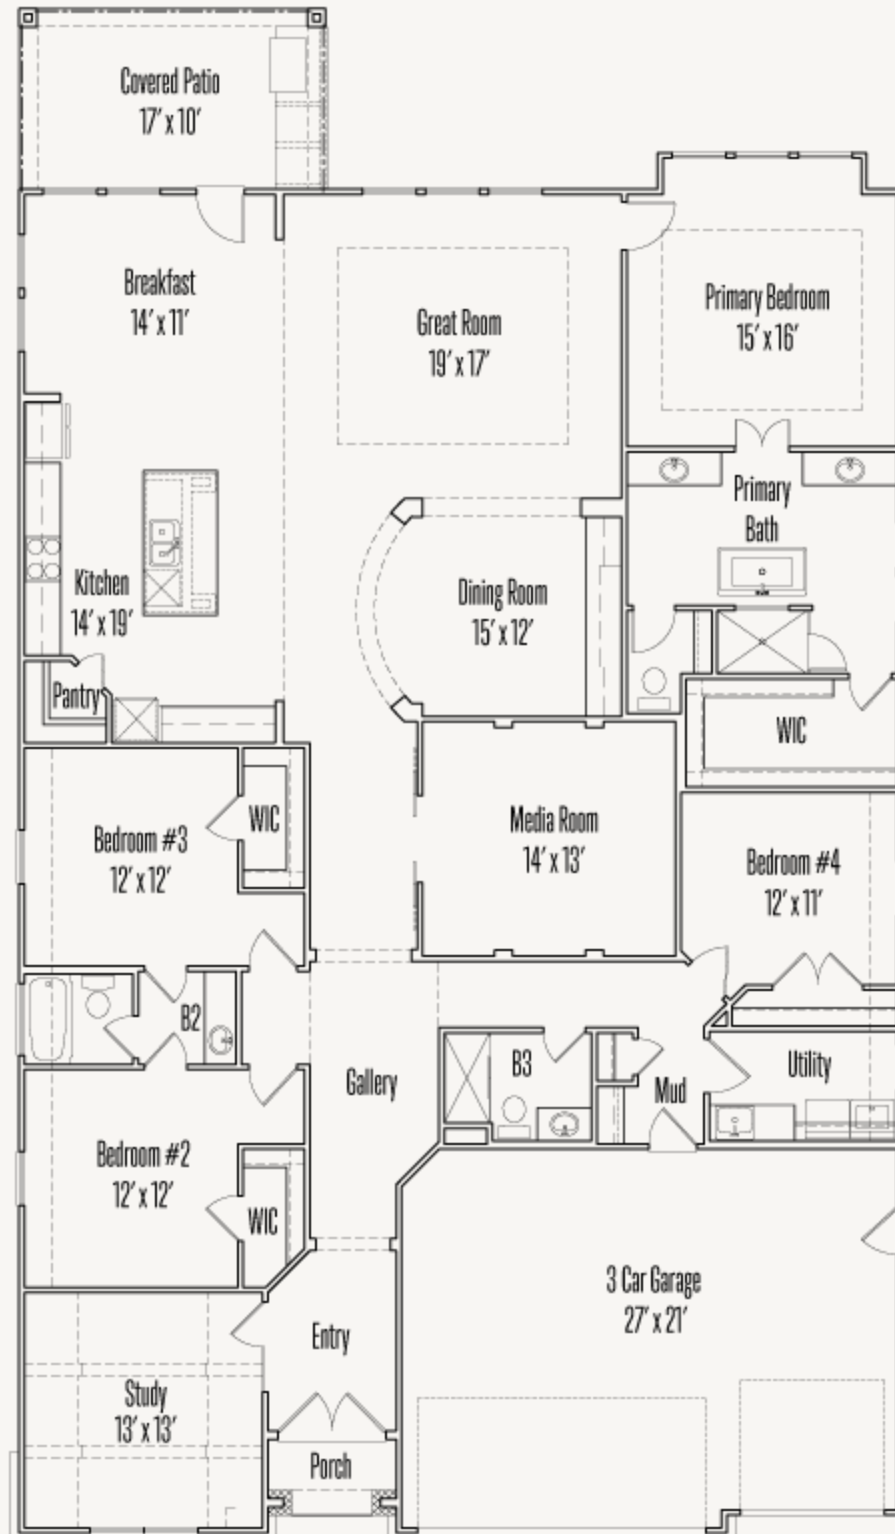 Covered Patio
17' x 10'
Breakfast
14' x 11'
Great Room
19' x 17'
Primary Bedroom
15' x 16'
Primary
Bath
Kitchen
14' x 19'
Dining Room
15' x 12'
Pantry
WIC
Bedroom #3
12' x 12'
WIC
Media Room
14' x 13'
Bedroom #4
12' x 11'
B2
Gallery
B3
Mud
Utility
Bedroom #2
12' x 12'
WIC
3 Car Garage
27' x 21'
Entry
Study
13' x 13'
Porch